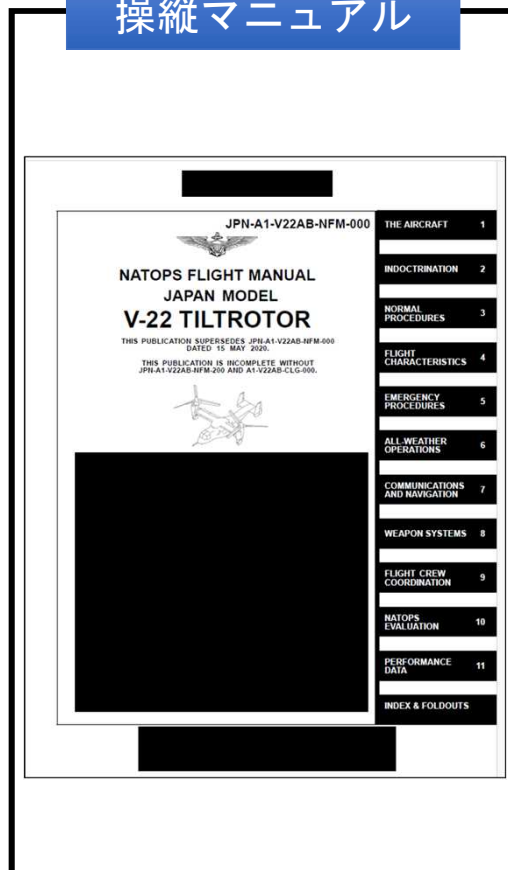 操縦マニュアル
JPN-A1-V22AB-NFM-000
NATOPS FLIGHT MANUAL
JAPAN MODEL
V-22 TILTROTOR
THIS PUBLICATION SUPERSEDES JPN-A1-V22AB-NFM-000
DATED 15 MAY 2020.
THIS PUBLICATION IS INCOMPLETE WITHOUT
JPN-A1-V22AB-NFM-200 AND A1-V22AB-CLG-000.
THE AIRCRAFT 1
INDOCTRINATION 2
NORMAL
PROCEDURES 3
FLIGHT
CHARACTERISTICS 4
EMERGENCY
PROCEDURES 5
ALL-WEATHER
OPERATIONS 6
COMMUNICATIONS
AND NAVIGATION 7
WEAPON SYSTEMS 8
FLIGHT CREW
COORDINATION 9
NATOPS
EVALUATION 10
PERFORMANCE
DATA 11
INDEX & FOLDOUTS